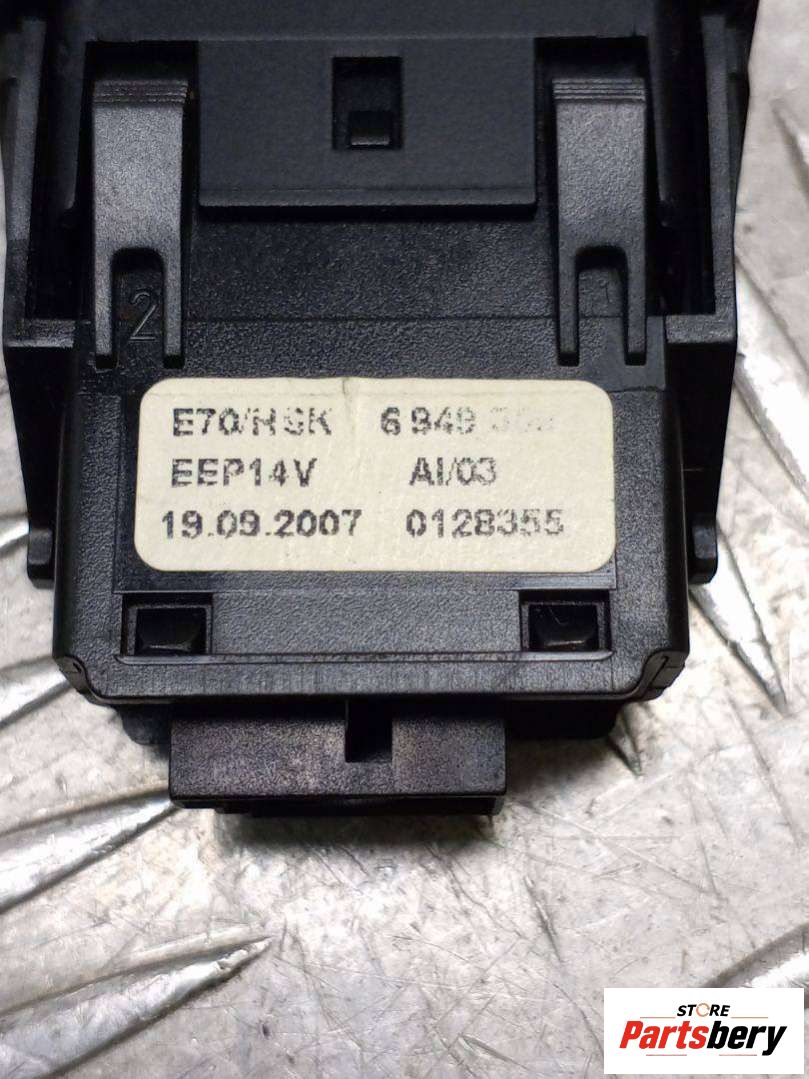 2 1
E70/HSK 6 949
EEP14V AI/03
19.09.2007 0128355
STORE
Partsbery